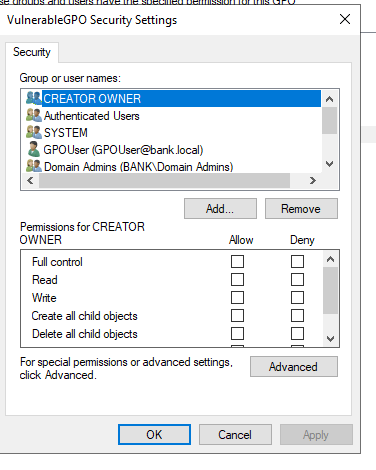 se groups and users have the specified permission for this GPO
VulnerableGPO Security Settings
Security
Group or user names:
CREATOR OWNER
Authenticated Users
SYSTEM
GPOUser (GPOUser@bank.local)
Domain Admins (BANK\Domain Admins)
Add...
Remove
Permissions for CREATOR
OWNER
Allow
Deny
Full control
Read
Write
Create all child objects
Delete all child objects
For special permissions or advanced settings,
click Advanced.
Advanced
OK
Cancel
Apply